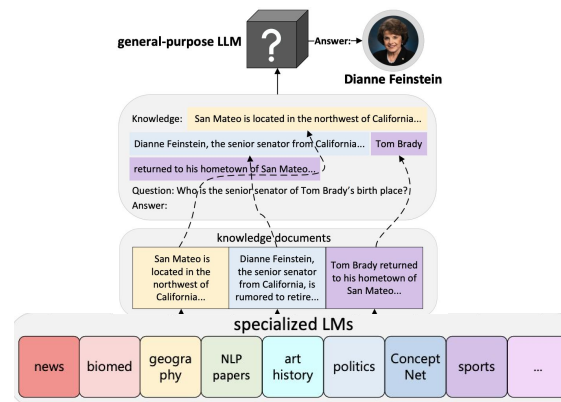 general-purpose LLM
?
Answer:
Dianne Feinstein
Knowledge: San Mateo is located in the northwest of California...
Dianne Feinstein, the senior senator from California... Tom Brady
returned to his hometown of San Mateo...
Question: Who is the senior senator of Tom Brady's birth place?
Answer:
knowledge documents
San Mateo is
located in the
northwest of
California...
Dianne Feinstein,
the senior senator
from California, is
rumored to retire...
Tom Brady returned
to his hometown of
San Mateo...
specialized LMs
news
biomed
geogra
phy
NLP
papers
art
history
politics
Concept
Net
sports
...